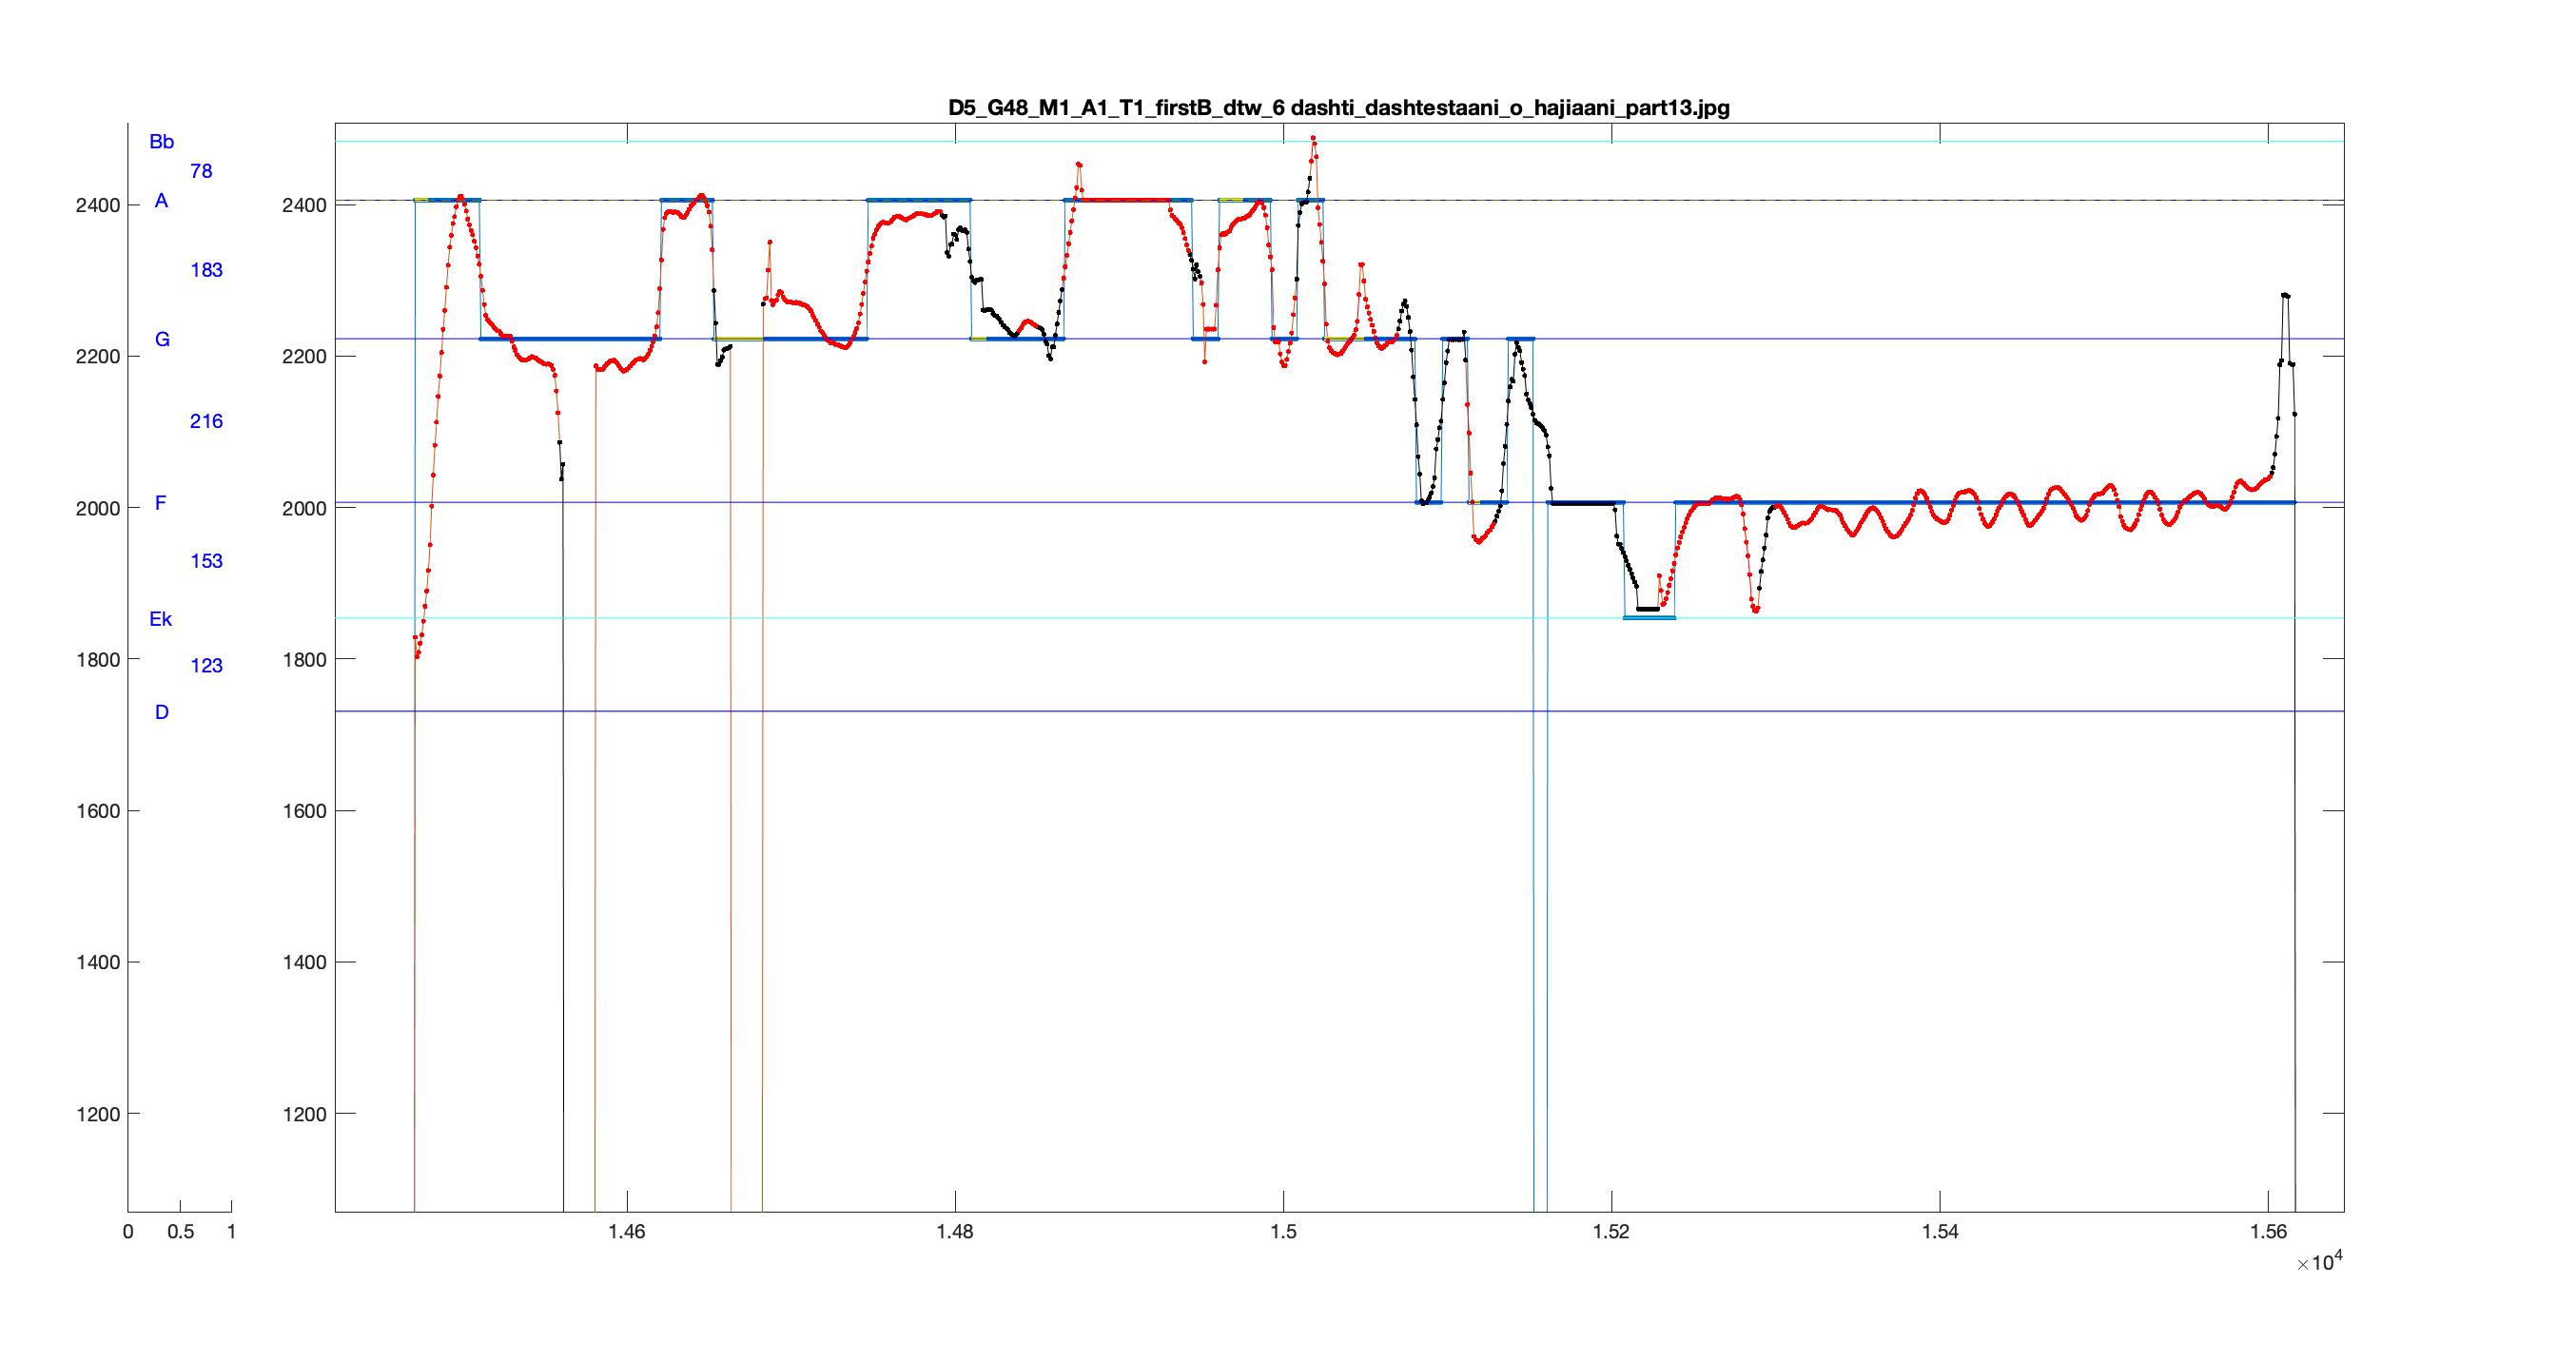 D5_G48_M1_A1_T1_firstB_dtw_6 dashti_dashtestaani_o_hajiaani_part13.jpg
Bb
78
2400 A 2400
183
G
2200 2200
216
2000 F 2000
153
Ek
1800 123 1800
D
1600 1600
1400 1400
1200 1200
0 0.5 1 1.46 1.48 1.5 1.52 1.54 1.56
×10⁴